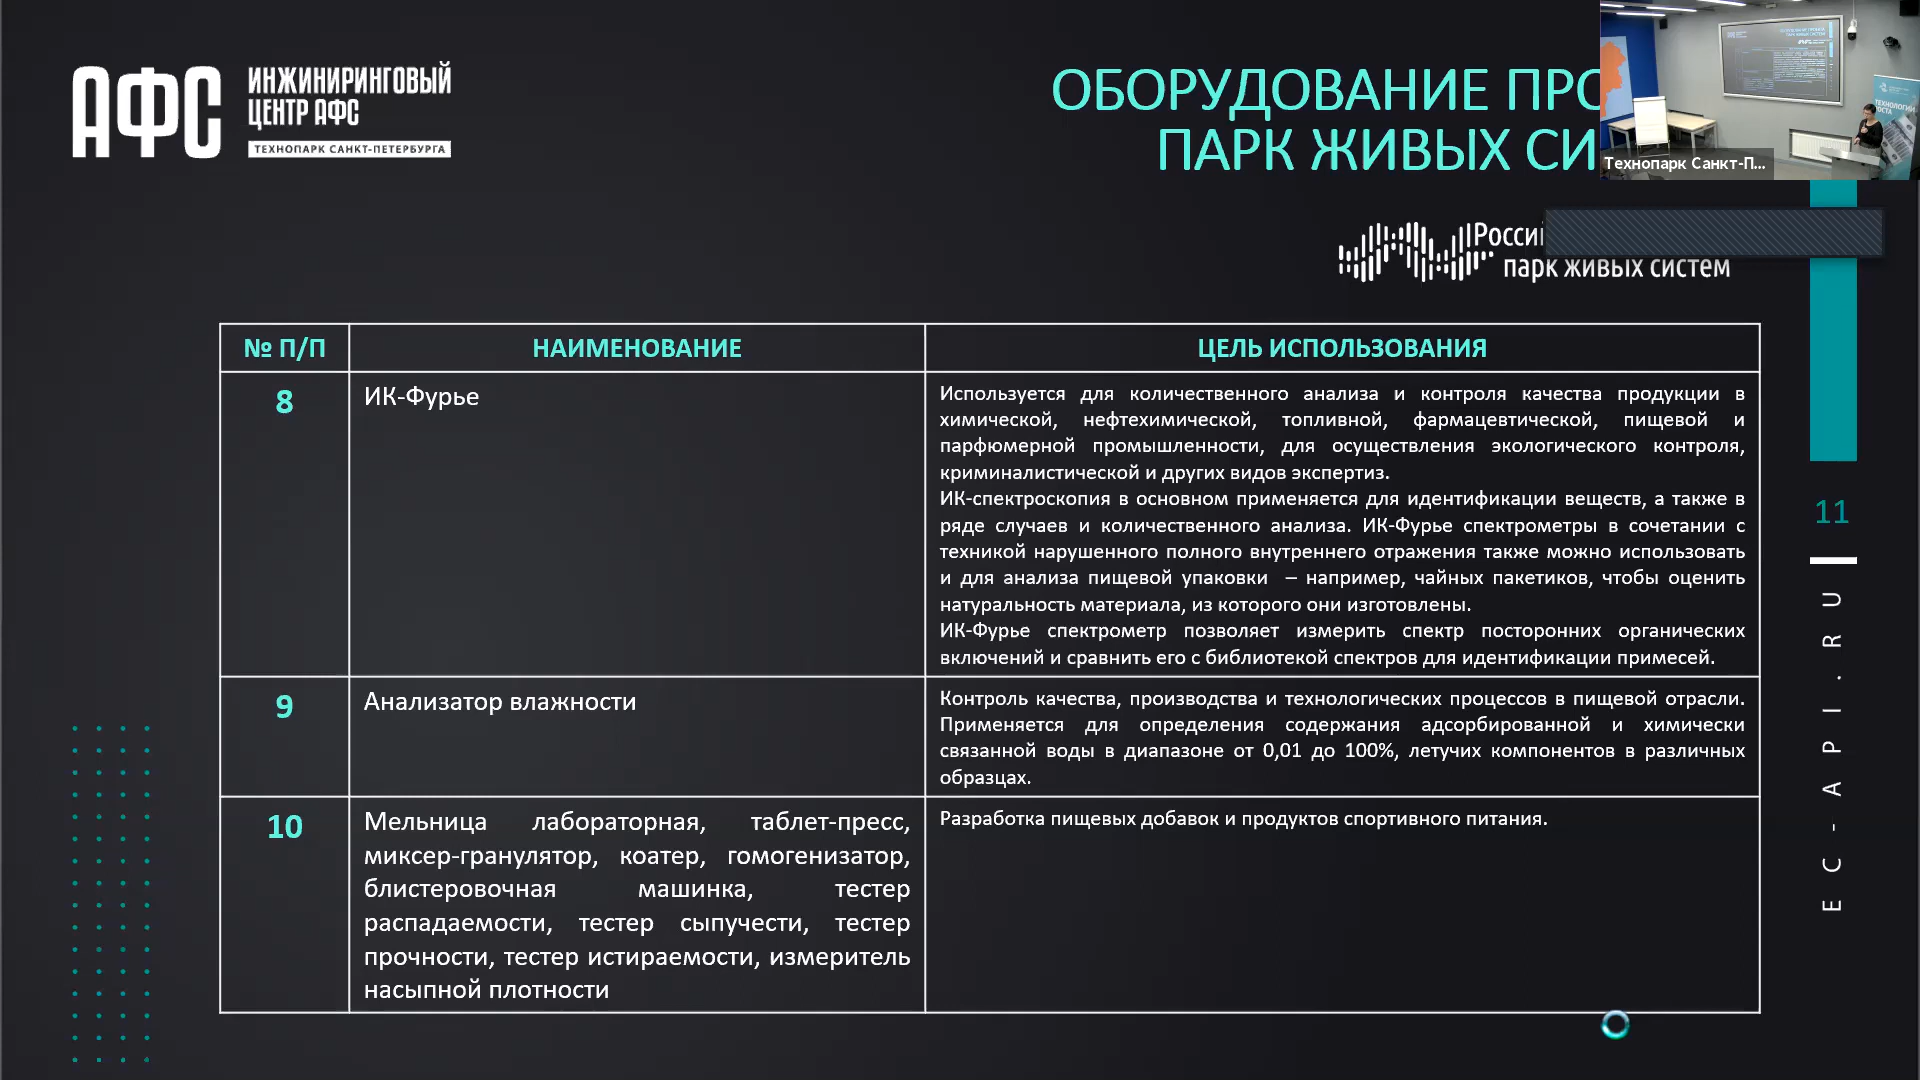 АФС
ИНЖИНИРИНГОВЫЙ
ЦЕНТР АФС
ТЕХНОПАРК САНКТ-ПЕТЕРБУРГА
ОБОРУДОВАНИЕ
ПАРК ЖИВЫХ
Технопарк Санкт-П...
парк живых систем
№ П/П
НАИМЕНОВАНИЕ
ЦЕЛЬ ИСПОЛЬЗОВАНИЯ
8
ИК-Фурье
Используется для количественного анализа и контроля качества продукции в
химической, нефтехимической, топливной, фармацевтической, пищевой и
парфюмерной промышленности, для осуществления экологического контроля,
криминалистической и других видов экспертиз.
ИК-спектроскопия в основном применяется для идентификации веществ, а также в
ряде случаев и количественного анализа. ИК-Фурье спектрометры в сочетании с
техникой нарушенного полного внутреннего отражения также можно использовать
и для анализа пищевой упаковки – например, чайных пакетиков, чтобы оценить
натуральность материала, из которого они изготовлены.
ИК-Фурье спектрометр позволяет измерить спектр посторонних органических
включений и сравнить его с библиотекой спектров для идентификации примесей.
9
Анализатор влажности
Контроль качества, производства и технологических процессов в пищевой отрасли.
Применяется для определения содержания адсорбированной и химически
связанной воды в диапазоне от 0,01 до 100%, летучих компонентов в различных
образцах.
10
Мельница лабораторная, таблет-пресс,
миксер-гранулятор, коатер, гомогенизатор,
блистеровочная машинка, тестер
распадаемости, тестер сыпучести, тестер
прочности, тестер истираемости, измеритель
насыпной плотности
Разработка пищевых добавок и продуктов спортивного питания.
11
EC-API.RU